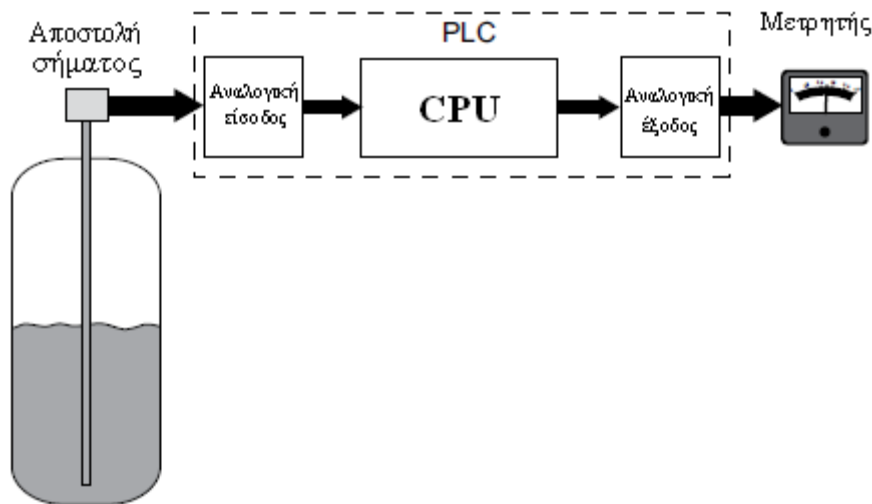 Αποστολή
σήματος
PLC
Μετρητής
Αναλογική
είσοδος
CPU
Αναλογική
έξοδος